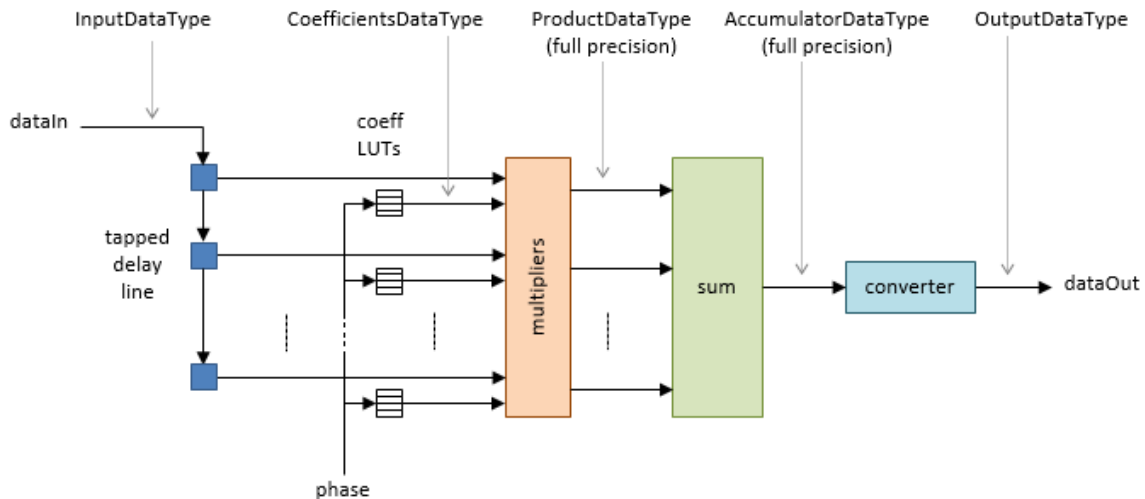 InputDataType
CoefficientsDataType
ProductDataType
(full precision)
AccumulatorDataType
(full precision)
OutputDataType
dataIn
coeff
LUTs
tapped
delay
line
multipliers
sum
converter
dataOut
phase